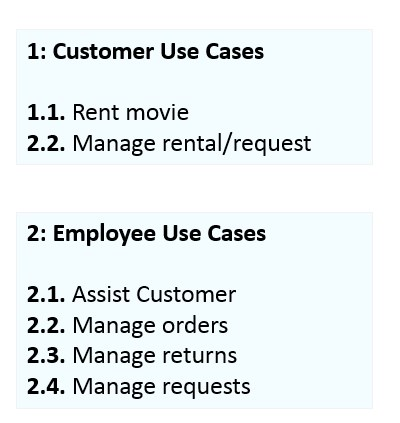 1: Customer Use Cases
1.1. Rent movie
2.2. Manage rental/request
2: Employee Use Cases
2.1. Assist Customer
2.2. Manage orders
2.3. Manage returns
2.4. Manage requests